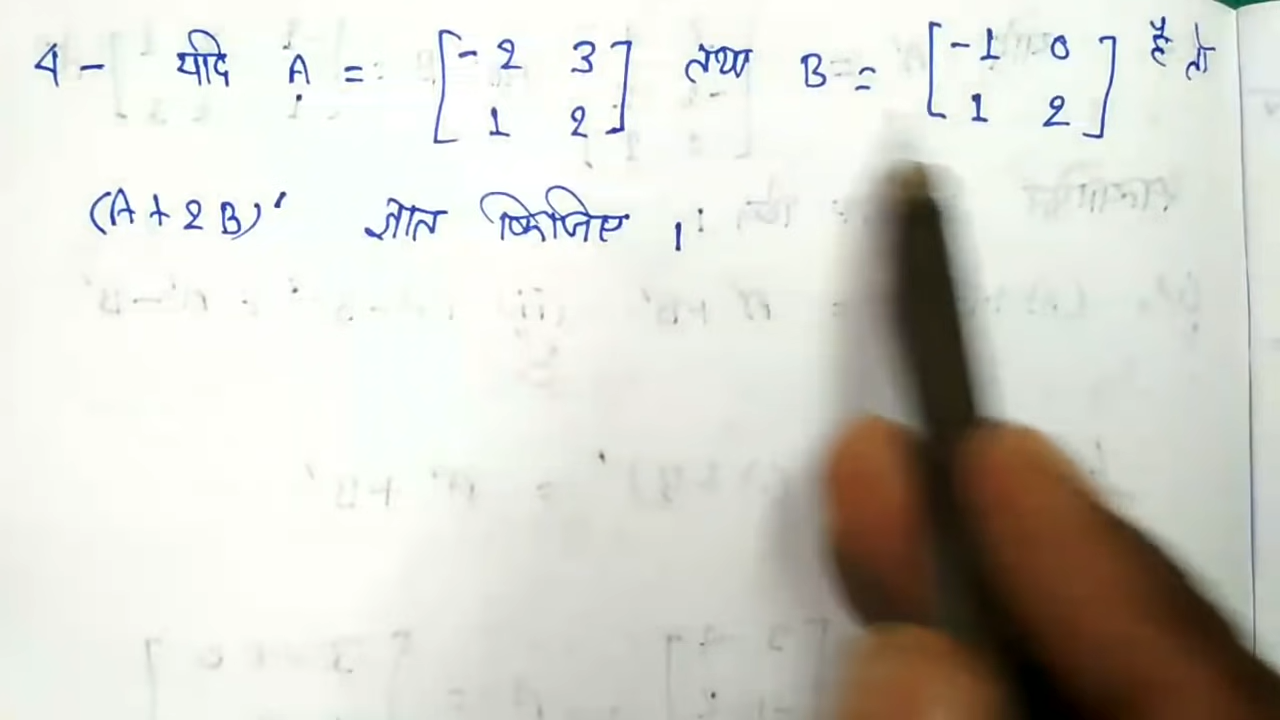 4- यदि A = [-2 3 तथा B = [-1 0] है तो
1 2] 1 2
(A+2B)' ज्ञात किजिए ।